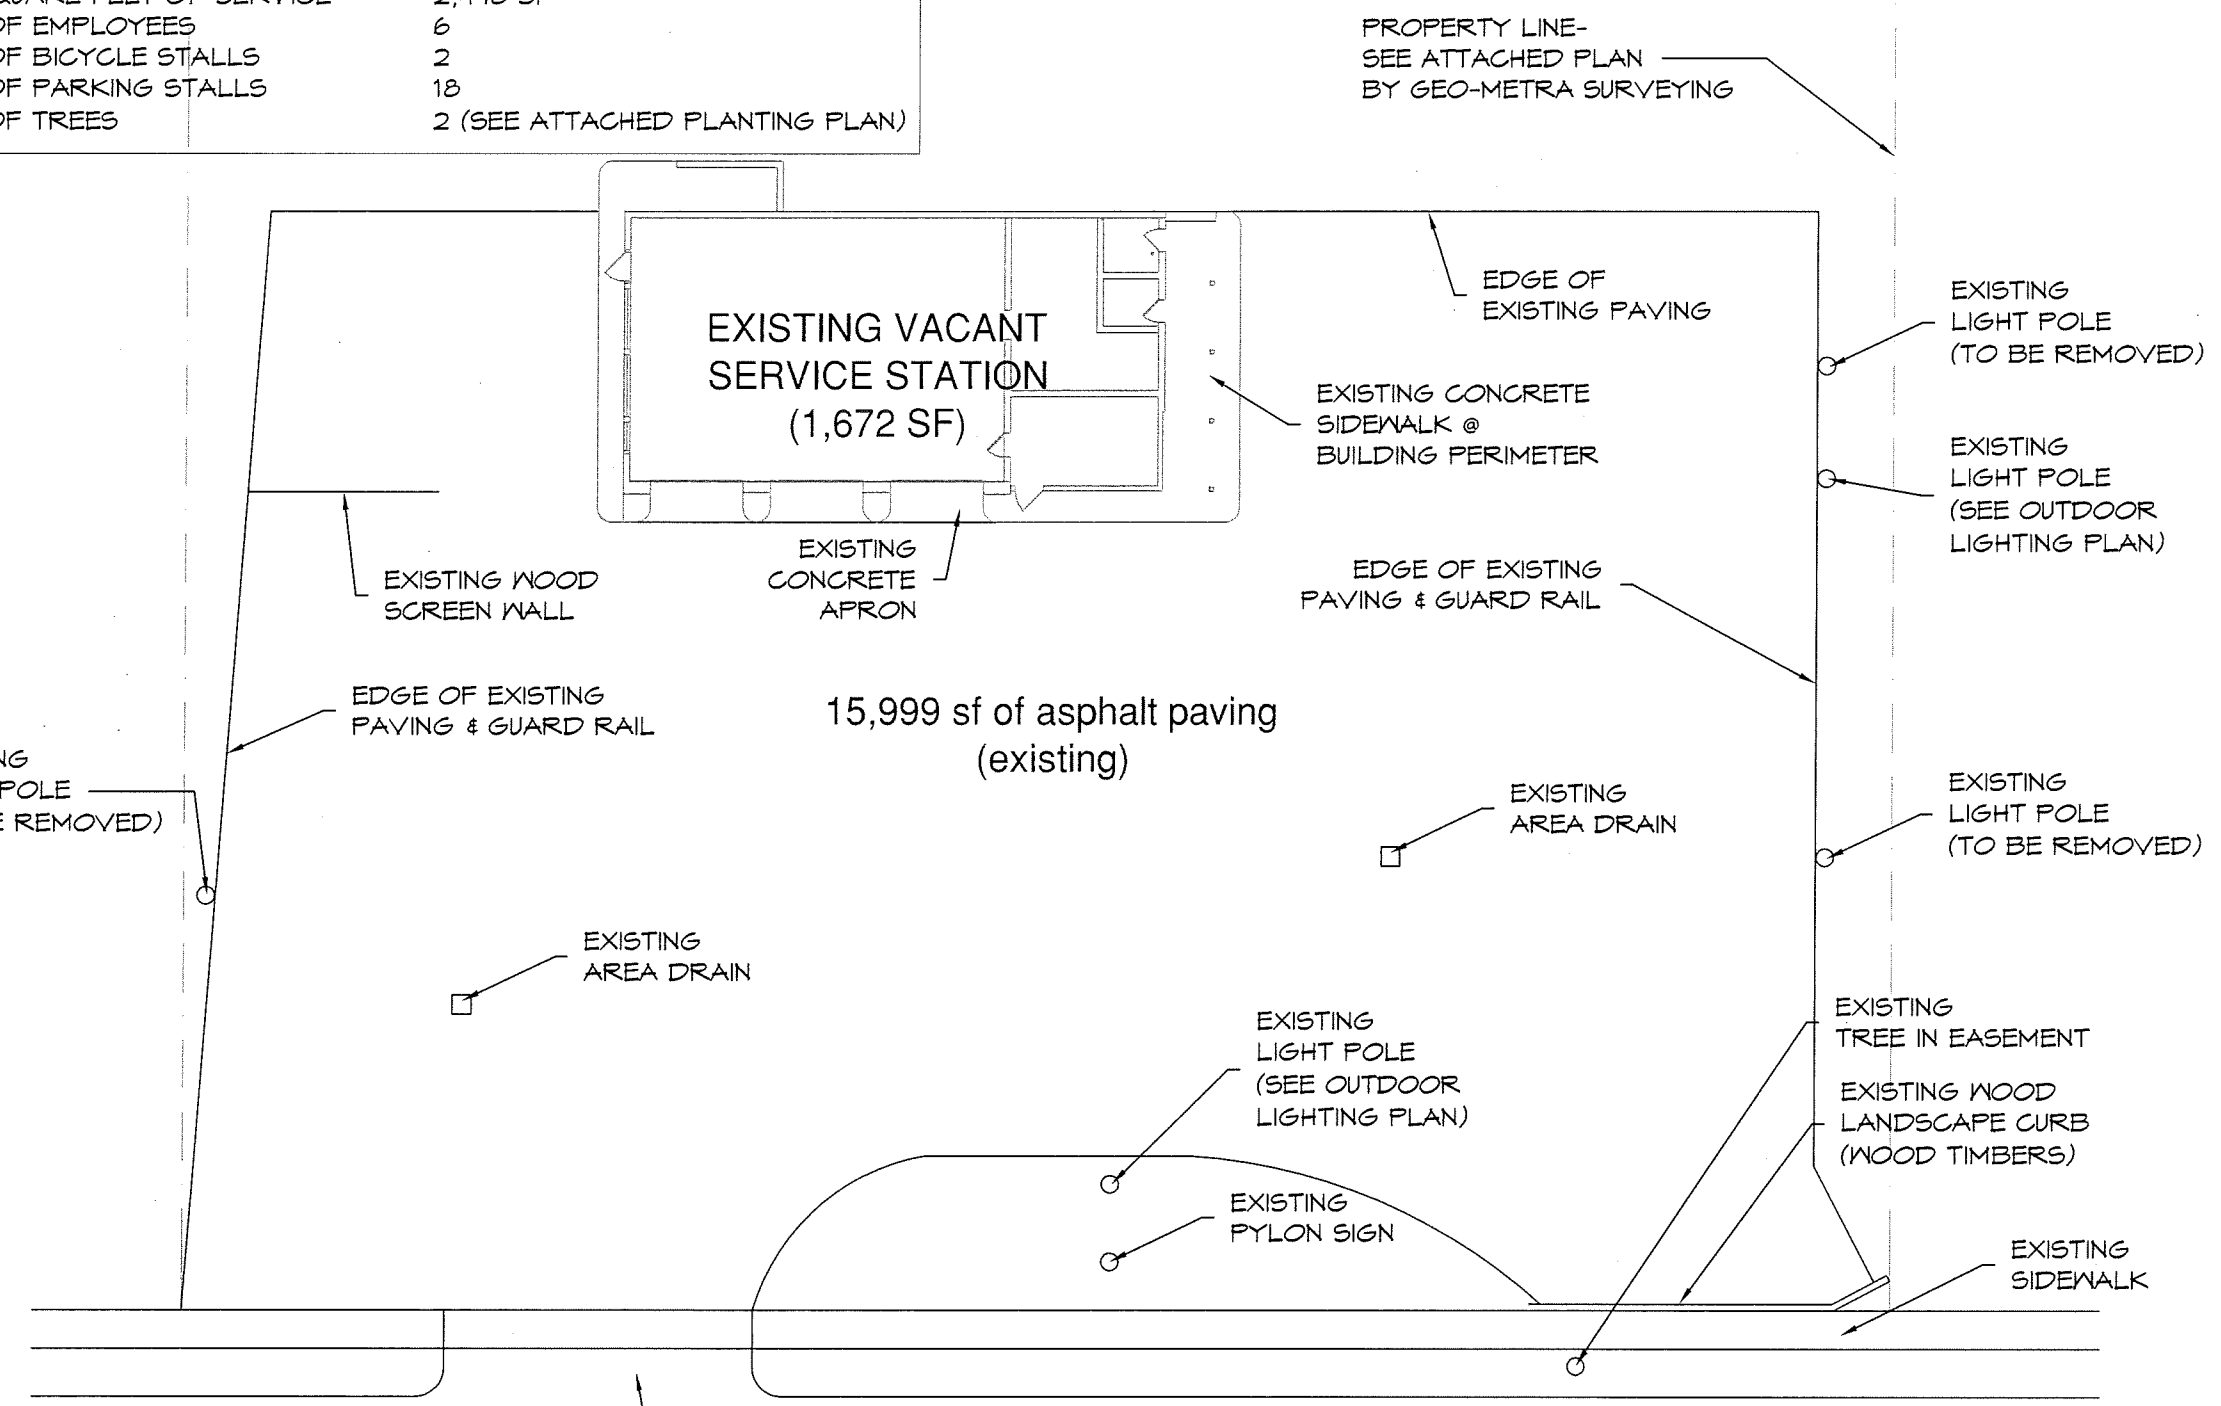 OF EMPLOYEES 6
OF BICYCLE STALLS 2
OF PARKING STALLS 18
OF TREES 2 (SEE ATTACHED PLANTING PLAN)
PROPERTY LINE-
SEE ATTACHED PLAN
BY GEO-METRA SURVEYING
EXISTING VACANT
SERVICE STATION
(1,672 SF)
EDGE OF
EXISTING PAVING
EXISTING
LIGHT POLE
(TO BE REMOVED)
EXISTING CONCRETE
SIDEWALK @
BUILDING PERIMETER
EXISTING
LIGHT POLE
(SEE OUTDOOR
LIGHTING PLAN)
EXISTING WOOD
SCREEN WALL
EXISTING
CONCRETE
APRON
EDGE OF EXISTING
PAVING & GUARD RAIL
EDGE OF EXISTING
PAVING & GUARD RAIL
15,999 sf of asphalt paving
(existing)
POLE
REMOVED)
EXISTING
AREA DRAIN
EXISTING
LIGHT POLE
(TO BE REMOVED)
EXISTING
AREA DRAIN
EXISTING
LIGHT POLE
(SEE OUTDOOR
LIGHTING PLAN)
EXISTING
TREE IN EASEMENT
EXISTING WOOD
LANDSCAPE CURB
(WOOD TIMBERS)
EXISTING
PYLON SIGN
EXISTING
SIDEWALK